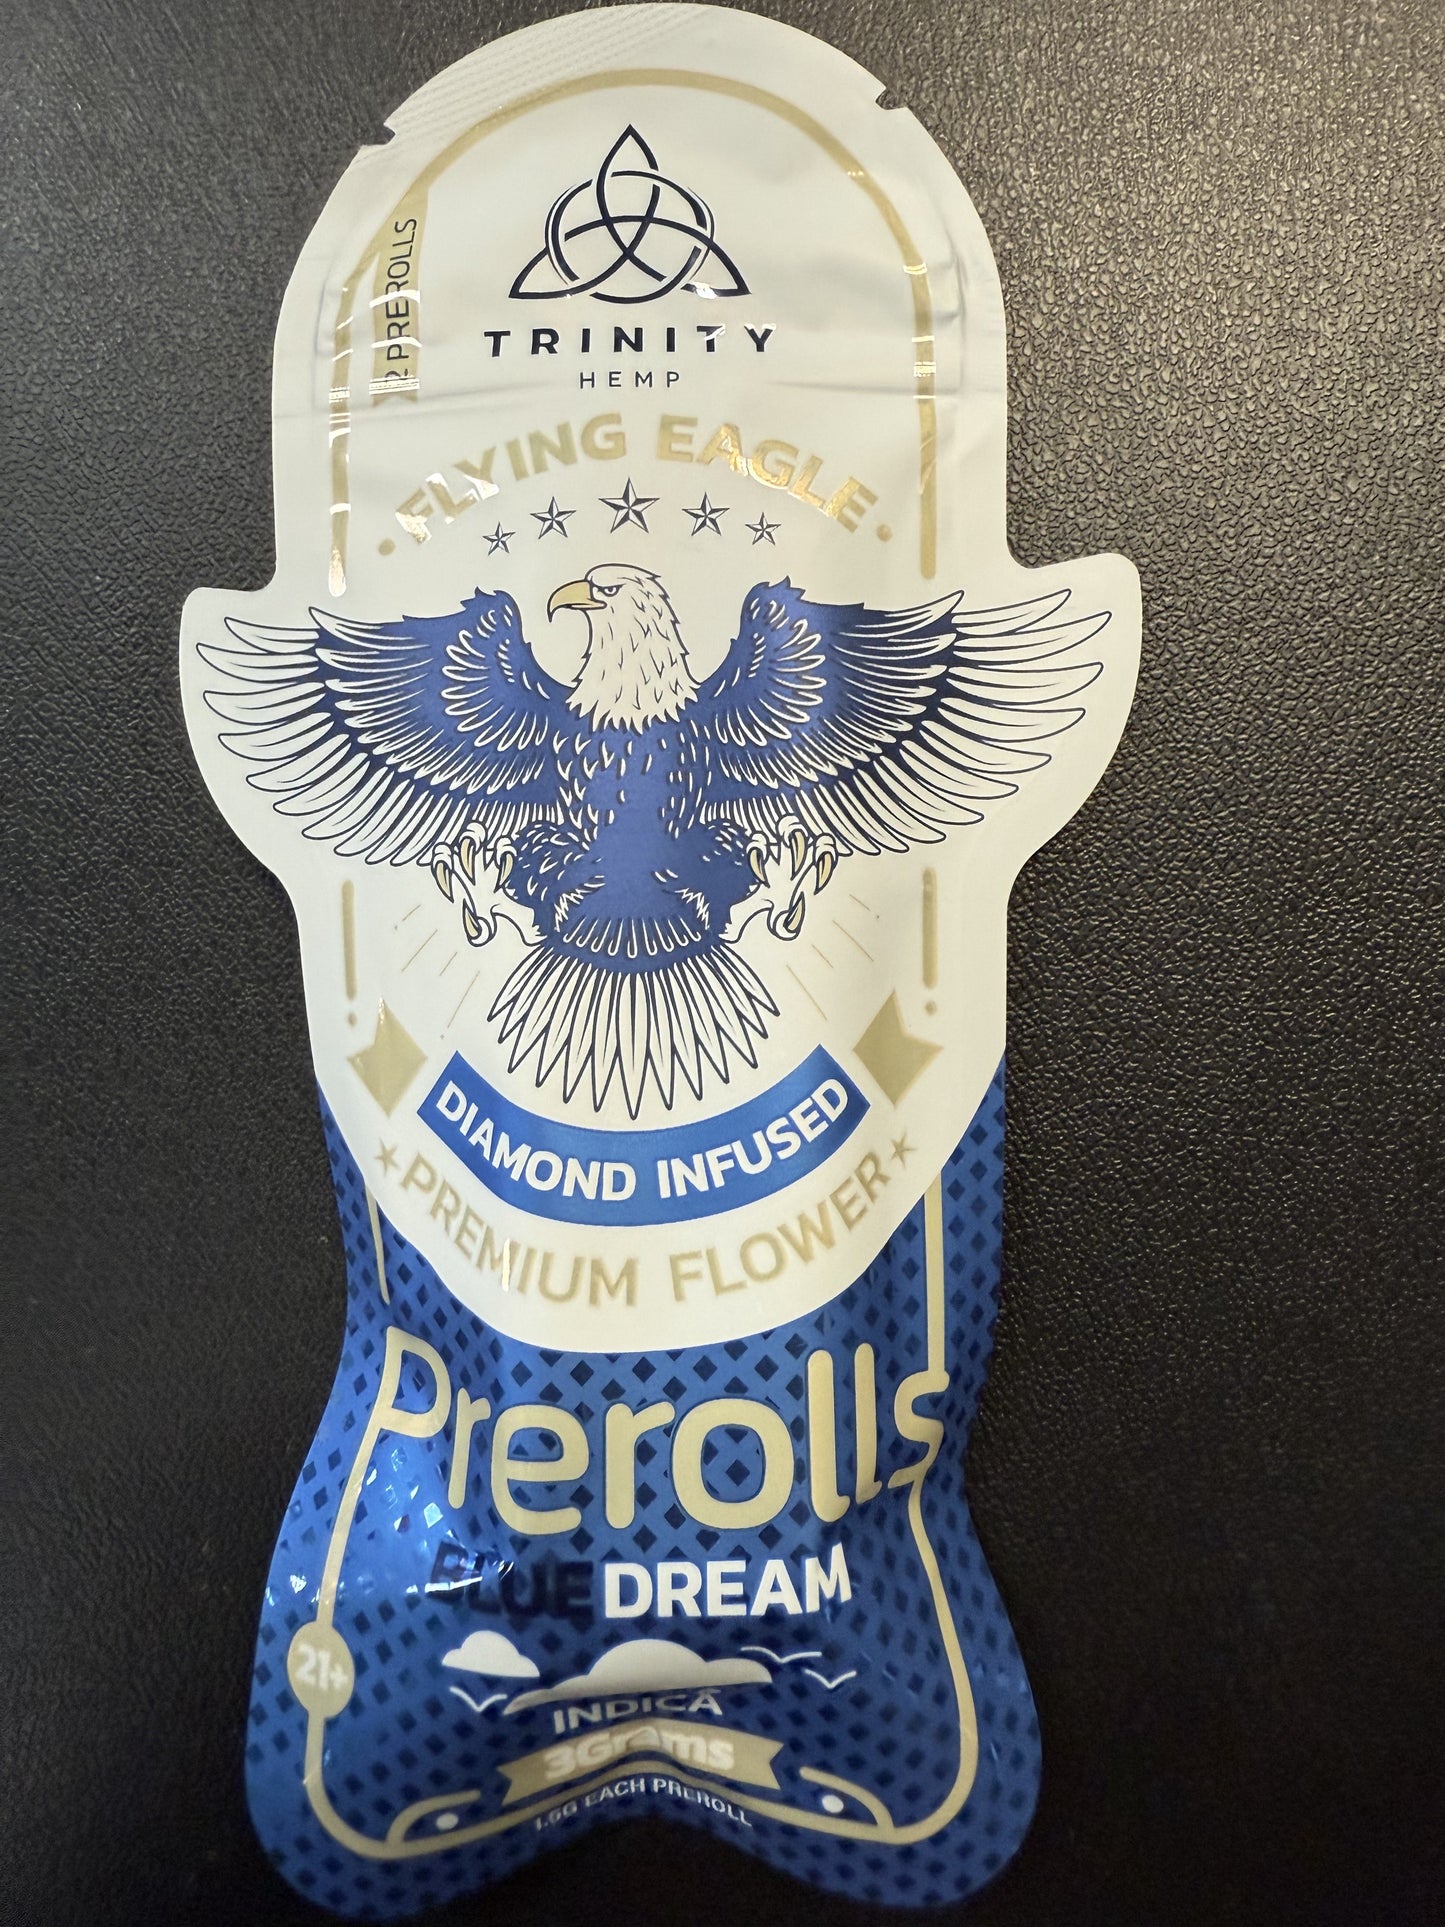 2 PREROLLS
TRINITY
HEMP
FLYING EAGLE
DIAMOND INFUSED
PREMIUM FLOWER
Prerolls
BLUE DREAM
21+
INDICA
3Grams
1.5G EACH PREROLL